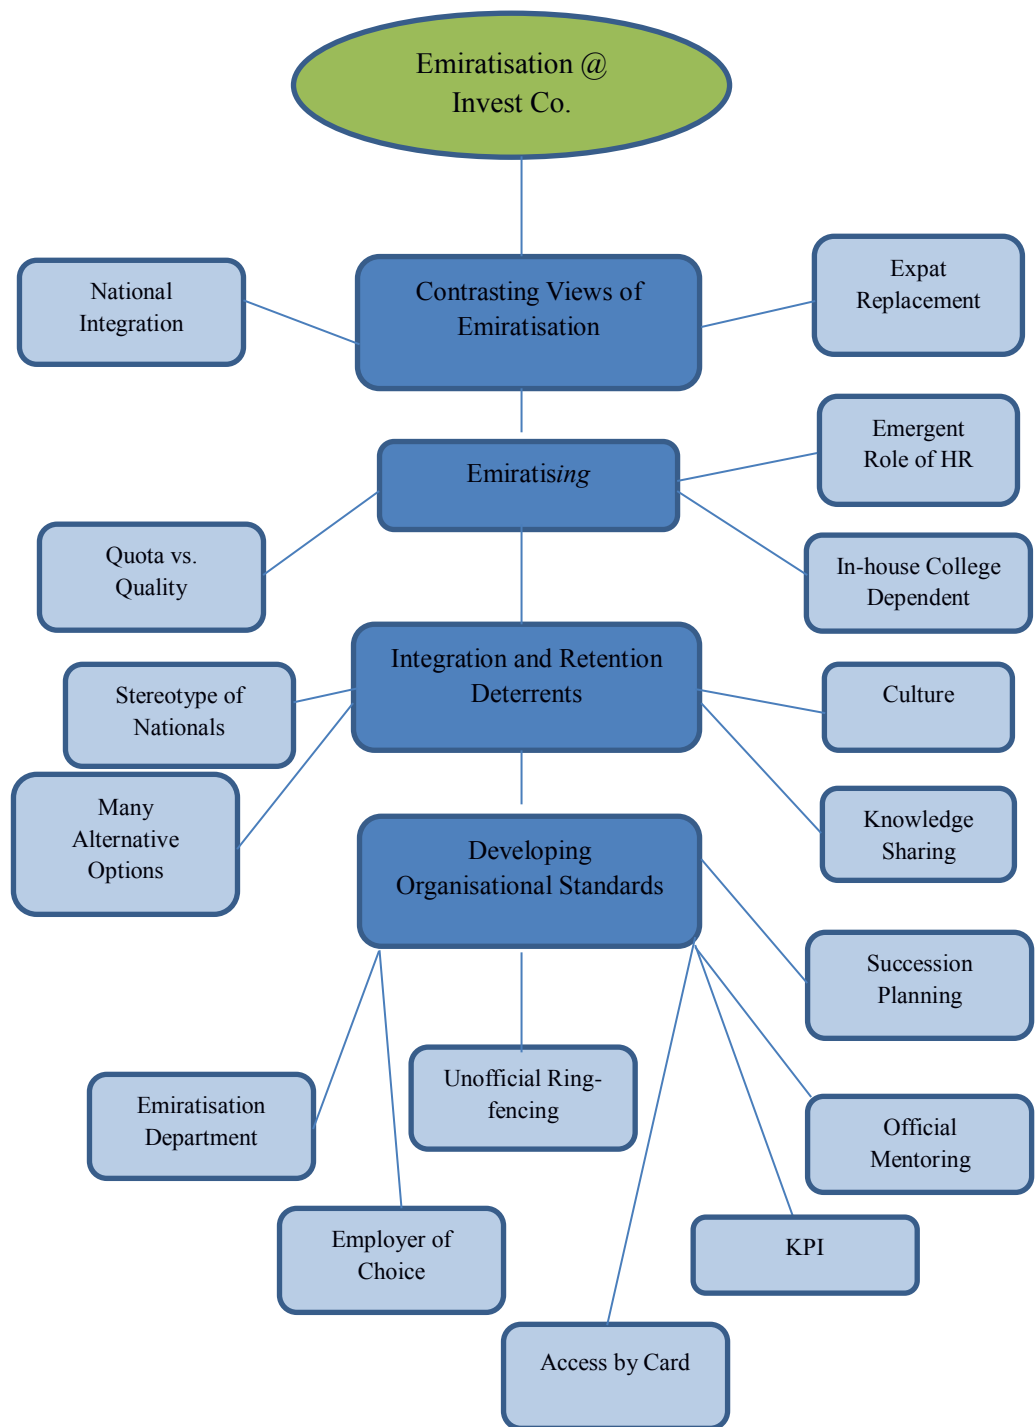 Emiratisation @
Invest Co.
National
Integration
Contrasting Views of
Emiratisation
Expat
Replacement
Emiratising
Emergent
Role of HR
Quota vs.
Quality
In-house College
Dependent
Integration and Retention
Deterrents
Stereotype of
Nationals
Culture
Many
Alternative
Options
Knowledge
Sharing
Developing
Organisational Standards
Succession
Planning
Unofficial Ring-
fencing
Emiratisation
Department
Official
Mentoring
Employer of
Choice
KPI
Access by Card